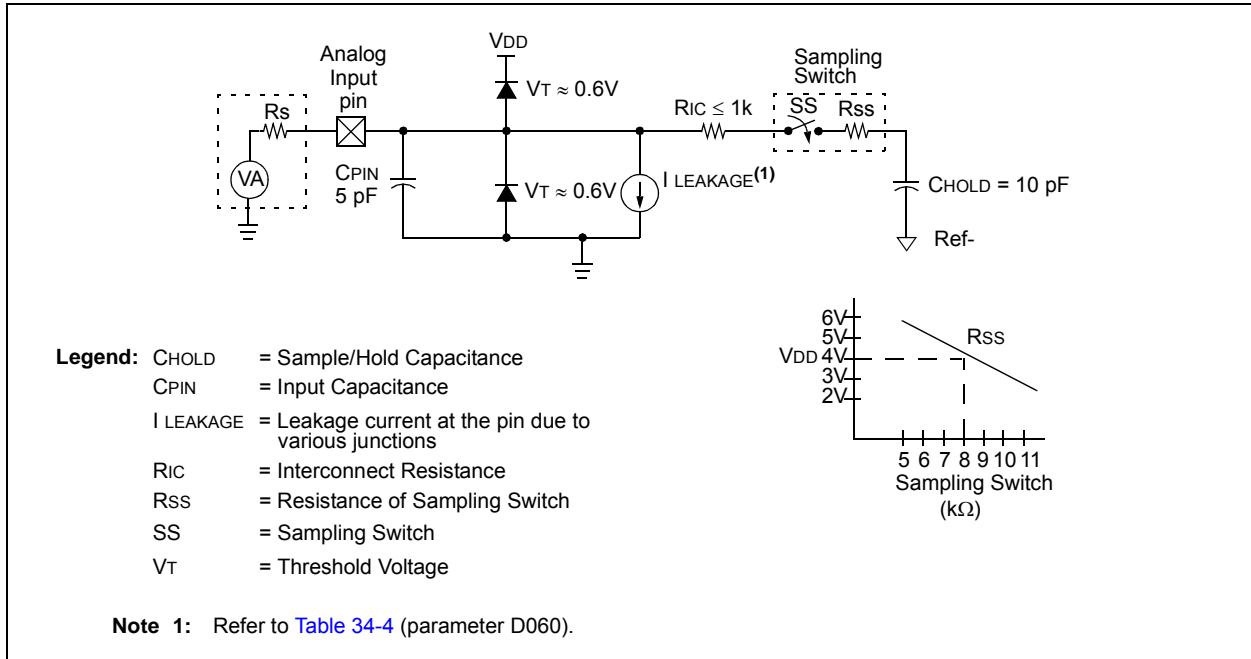 VDD
Analog
Input
pin
Sampling
Switch
VT ≈ 0.6V
Rs
RIC ≤ 1k
SS
Rss
VA
CPIN
5 pF
VT ≈ 0.6V
I LEAKAGE(1)
CHOLD = 10 pF
Ref-
6V
5V
VDD 4V
3V
2V
RSS
5 6 7 8 9 10 11
Sampling Switch
(kΩ)
Legend: CHOLD = Sample/Hold Capacitance
CPIN = Input Capacitance
I LEAKAGE = Leakage current at the pin due to
various junctions
RIC = Interconnect Resistance
RSS = Resistance of Sampling Switch
SS = Sampling Switch
VT = Threshold Voltage
Note 1: Refer to Table 34-4 (parameter D060).